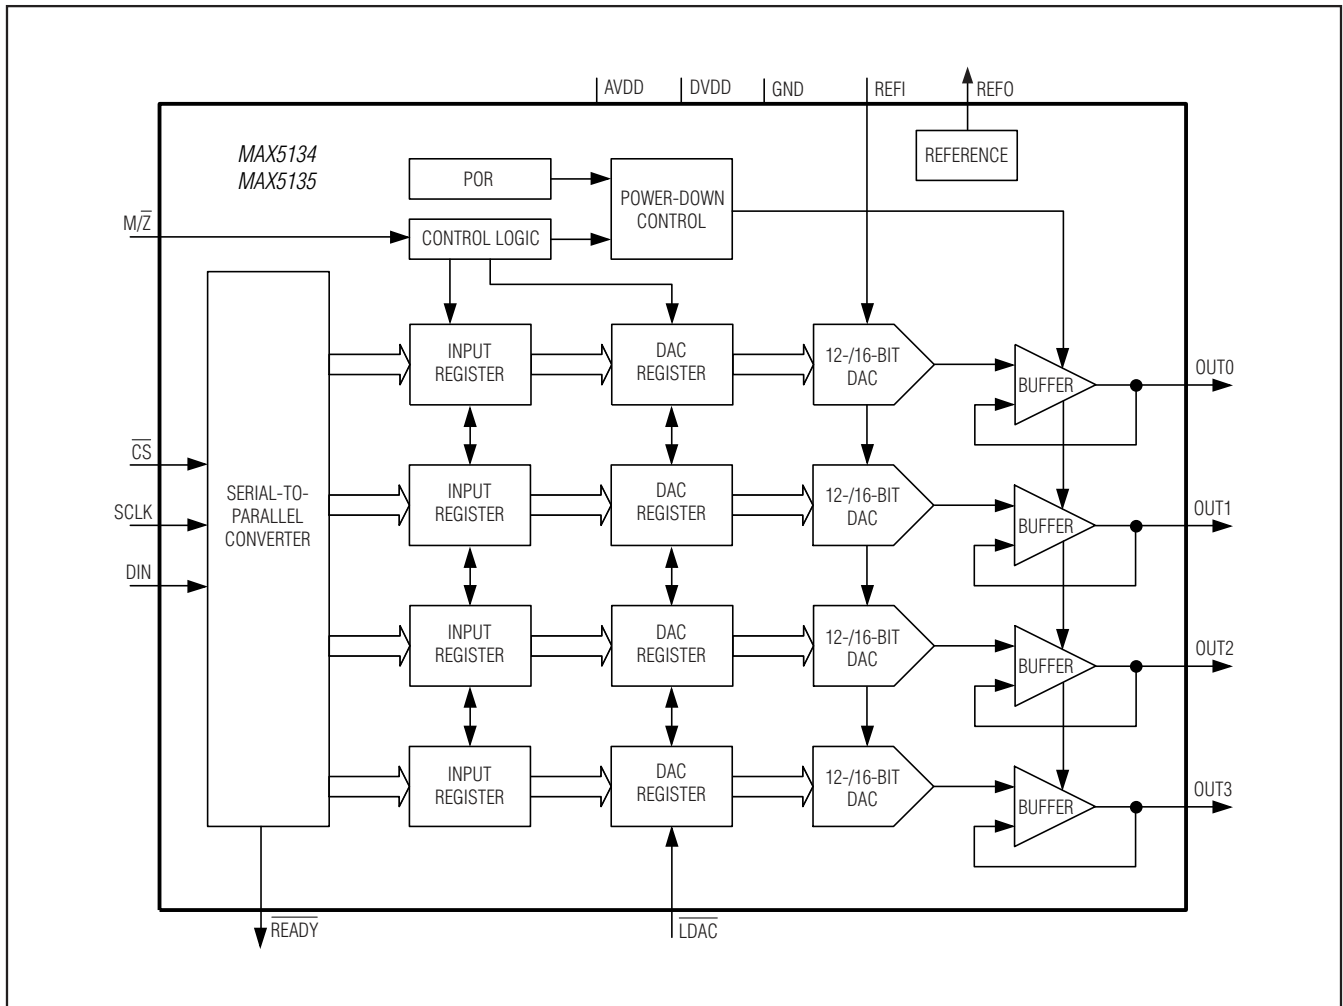 AVDD
DVDD
GND
REFI
REFO
REFERENCE
MAX5134
MAX5135
POR
POWER-DOWN
CONTROL
M/Z̅
CONTROL LOGIC
INPUT
REGISTER
DAC
REGISTER
12-/16-BIT
DAC
BUFFER
OUT0
C̅S̅
SCLK
DIN
SERIAL-TO-
PARALLEL
CONVERTER
INPUT
REGISTER
DAC
REGISTER
12-/16-BIT
DAC
BUFFER
OUT1
INPUT
REGISTER
DAC
REGISTER
12-/16-BIT
DAC
BUFFER
OUT2
INPUT
REGISTER
DAC
REGISTER
12-/16-BIT
DAC
BUFFER
OUT3
R̅E̅A̅D̅Y̅
L̅D̅A̅C̅